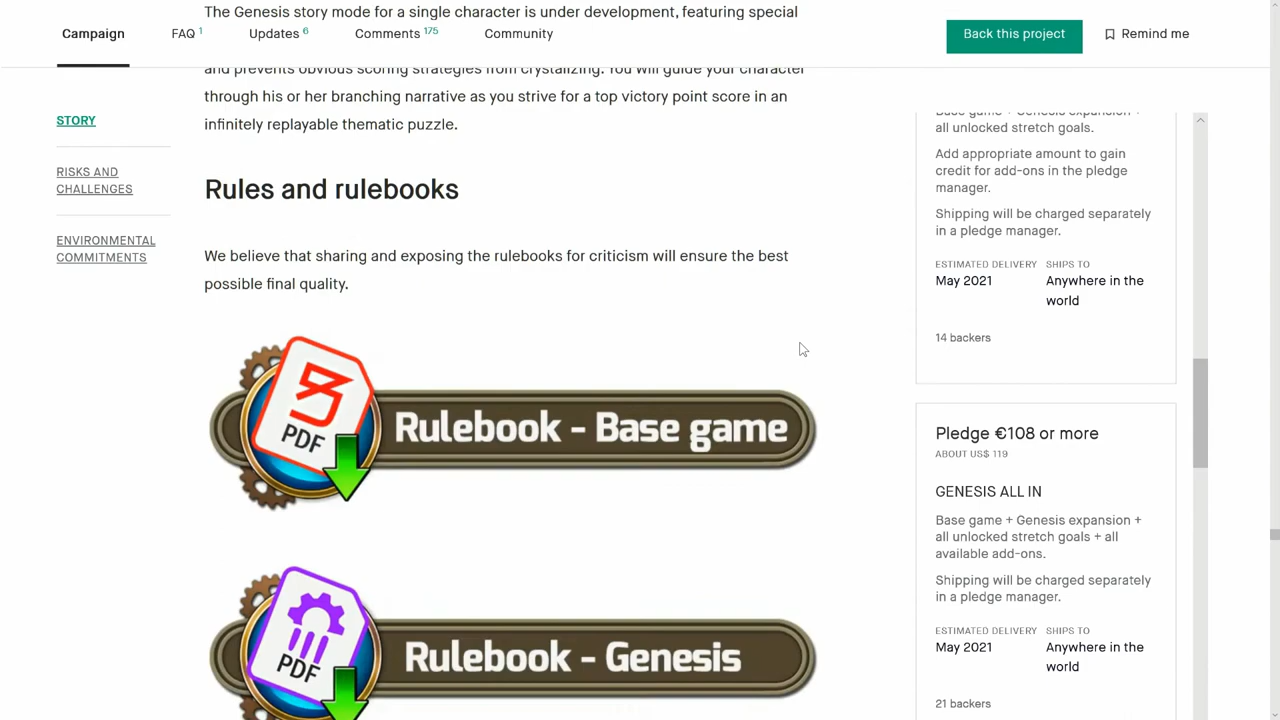 The Genesis story mode for a single character is under development, featuring special
Campaign
FAQ 1
Updates 6
Comments 175
Community
Back this project
Remind me
and prevents obvious scoring strategies from crystalizing. You will guide your character
through his or her branching narrative as you strive for a top victory point score in an
infinitely replayable thematic puzzle.
STORY
RISKS AND
CHALLENGES
ENVIRONMENTAL
COMMITMENTS
Rules and rulebooks
We believe that sharing and exposing the rulebooks for criticism will ensure the best
possible final quality.
PDF
Rulebook - Base game
PDF
Rulebook - Genesis
Base game + Genesis expansion +
all unlocked stretch goals.
Add appropriate amount to gain
credit for add-ons in the pledge
manager.
Shipping will be charged separately
in a pledge manager.
ESTIMATED DELIVERY
May 2021
SHIPS TO
Anywhere in the
world
14 backers
Pledge €108 or more
ABOUT US$ 119
GENESIS ALL IN
Base game + Genesis expansion +
all unlocked stretch goals + all
available add-ons.
Shipping will be charged separately
in a pledge manager.
ESTIMATED DELIVERY
May 2021
SHIPS TO
Anywhere in the
world
21 backers